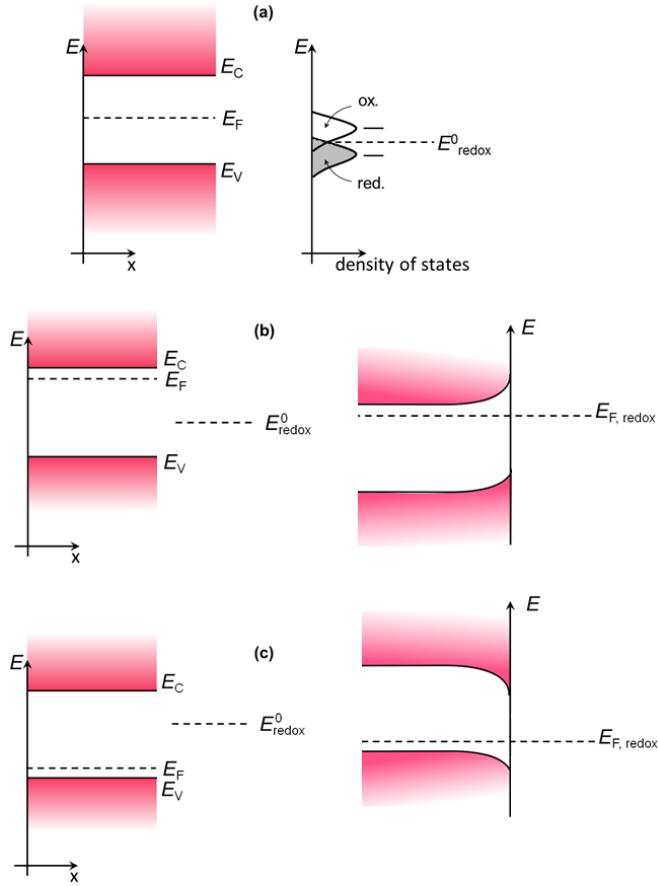 (a)
E
E_C
E_F
E_V
x
ox.
E^0_redox
red.
density of states
(b)
E
E_C
E_F
E^0_redox
E_V
x
E
E_F, redox
(c)
E
E_C
E^0_redox
E_F
E_V
x
E
E_F, redox